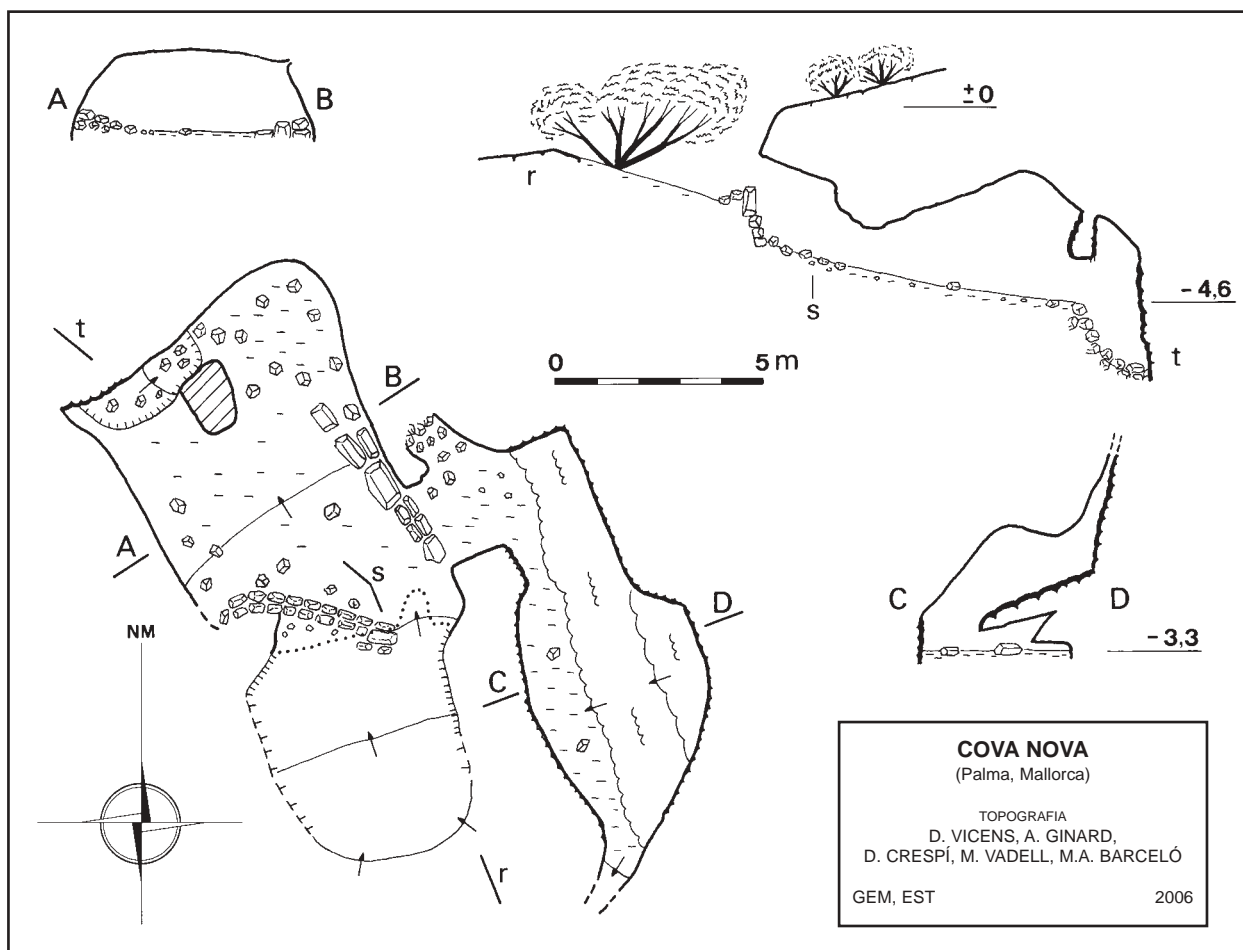 A
B
r
±0
s
-4,6
t
0
5 m
t
B
A
s
NM
C
D
r
C
D
-3,3
COVA NOVA
(Palma, Mallorca)
TOPOGRAFIA
D. VICENS, A. GINARD,
D. CRESPÍ, M. VADELL, M.A. BARCELÓ
GEM, EST 2006